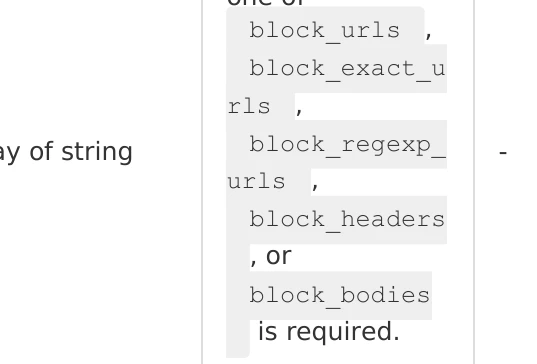 block_urls ,
block_exact_u
rls ,
block_regexp_
ay of string
-
urls ,
block_headers
, or
block_bodies
is required.